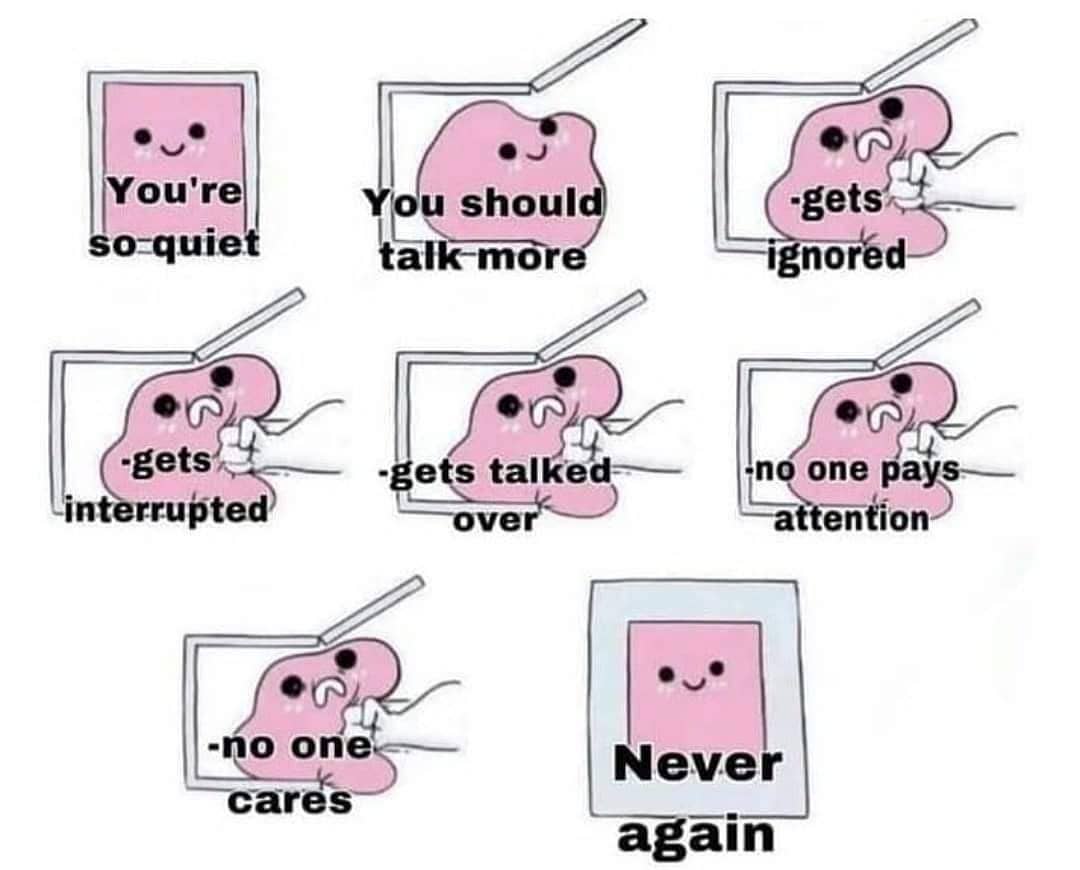 You're
so quiet
You should
talk more
-gets
ignored
-gets
interrupted
-gets talked
over
-no one pays
attention
-no one
cares
Never
again